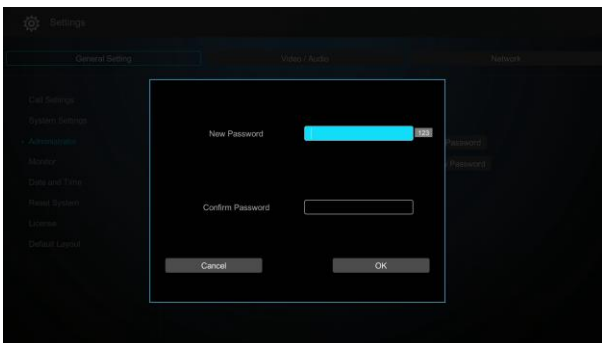 Settings
General Setting
Video / Audio
Network
Call Settings
System Settings
Administrator
Monitor
Date and Time
Reset System
License
Default Layout
Password
Password
New Password
123
Confirm Password
Cancel
OK